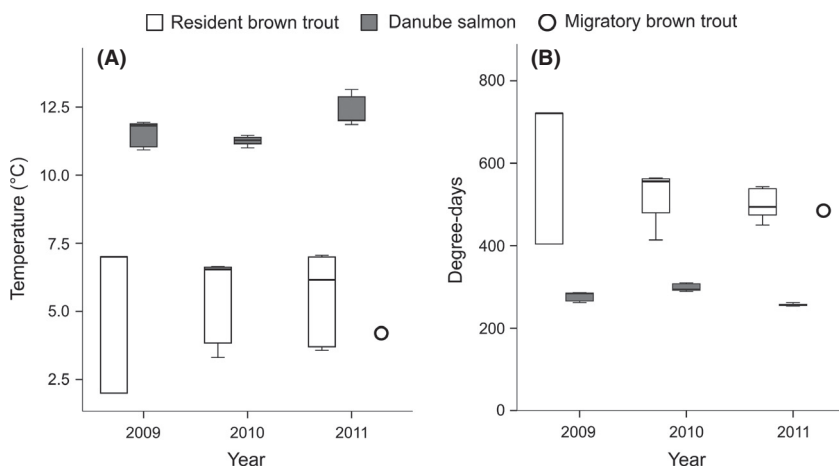 Resident brown trout Danube salmon Migratory brown trout
(A)
12.5
10.0
7.5
5.0
2.5
Temperature (°C)
2009 2010 2011
Year
(B)
800
600
400
200
0
Degree-days
2009 2010 2011
Year